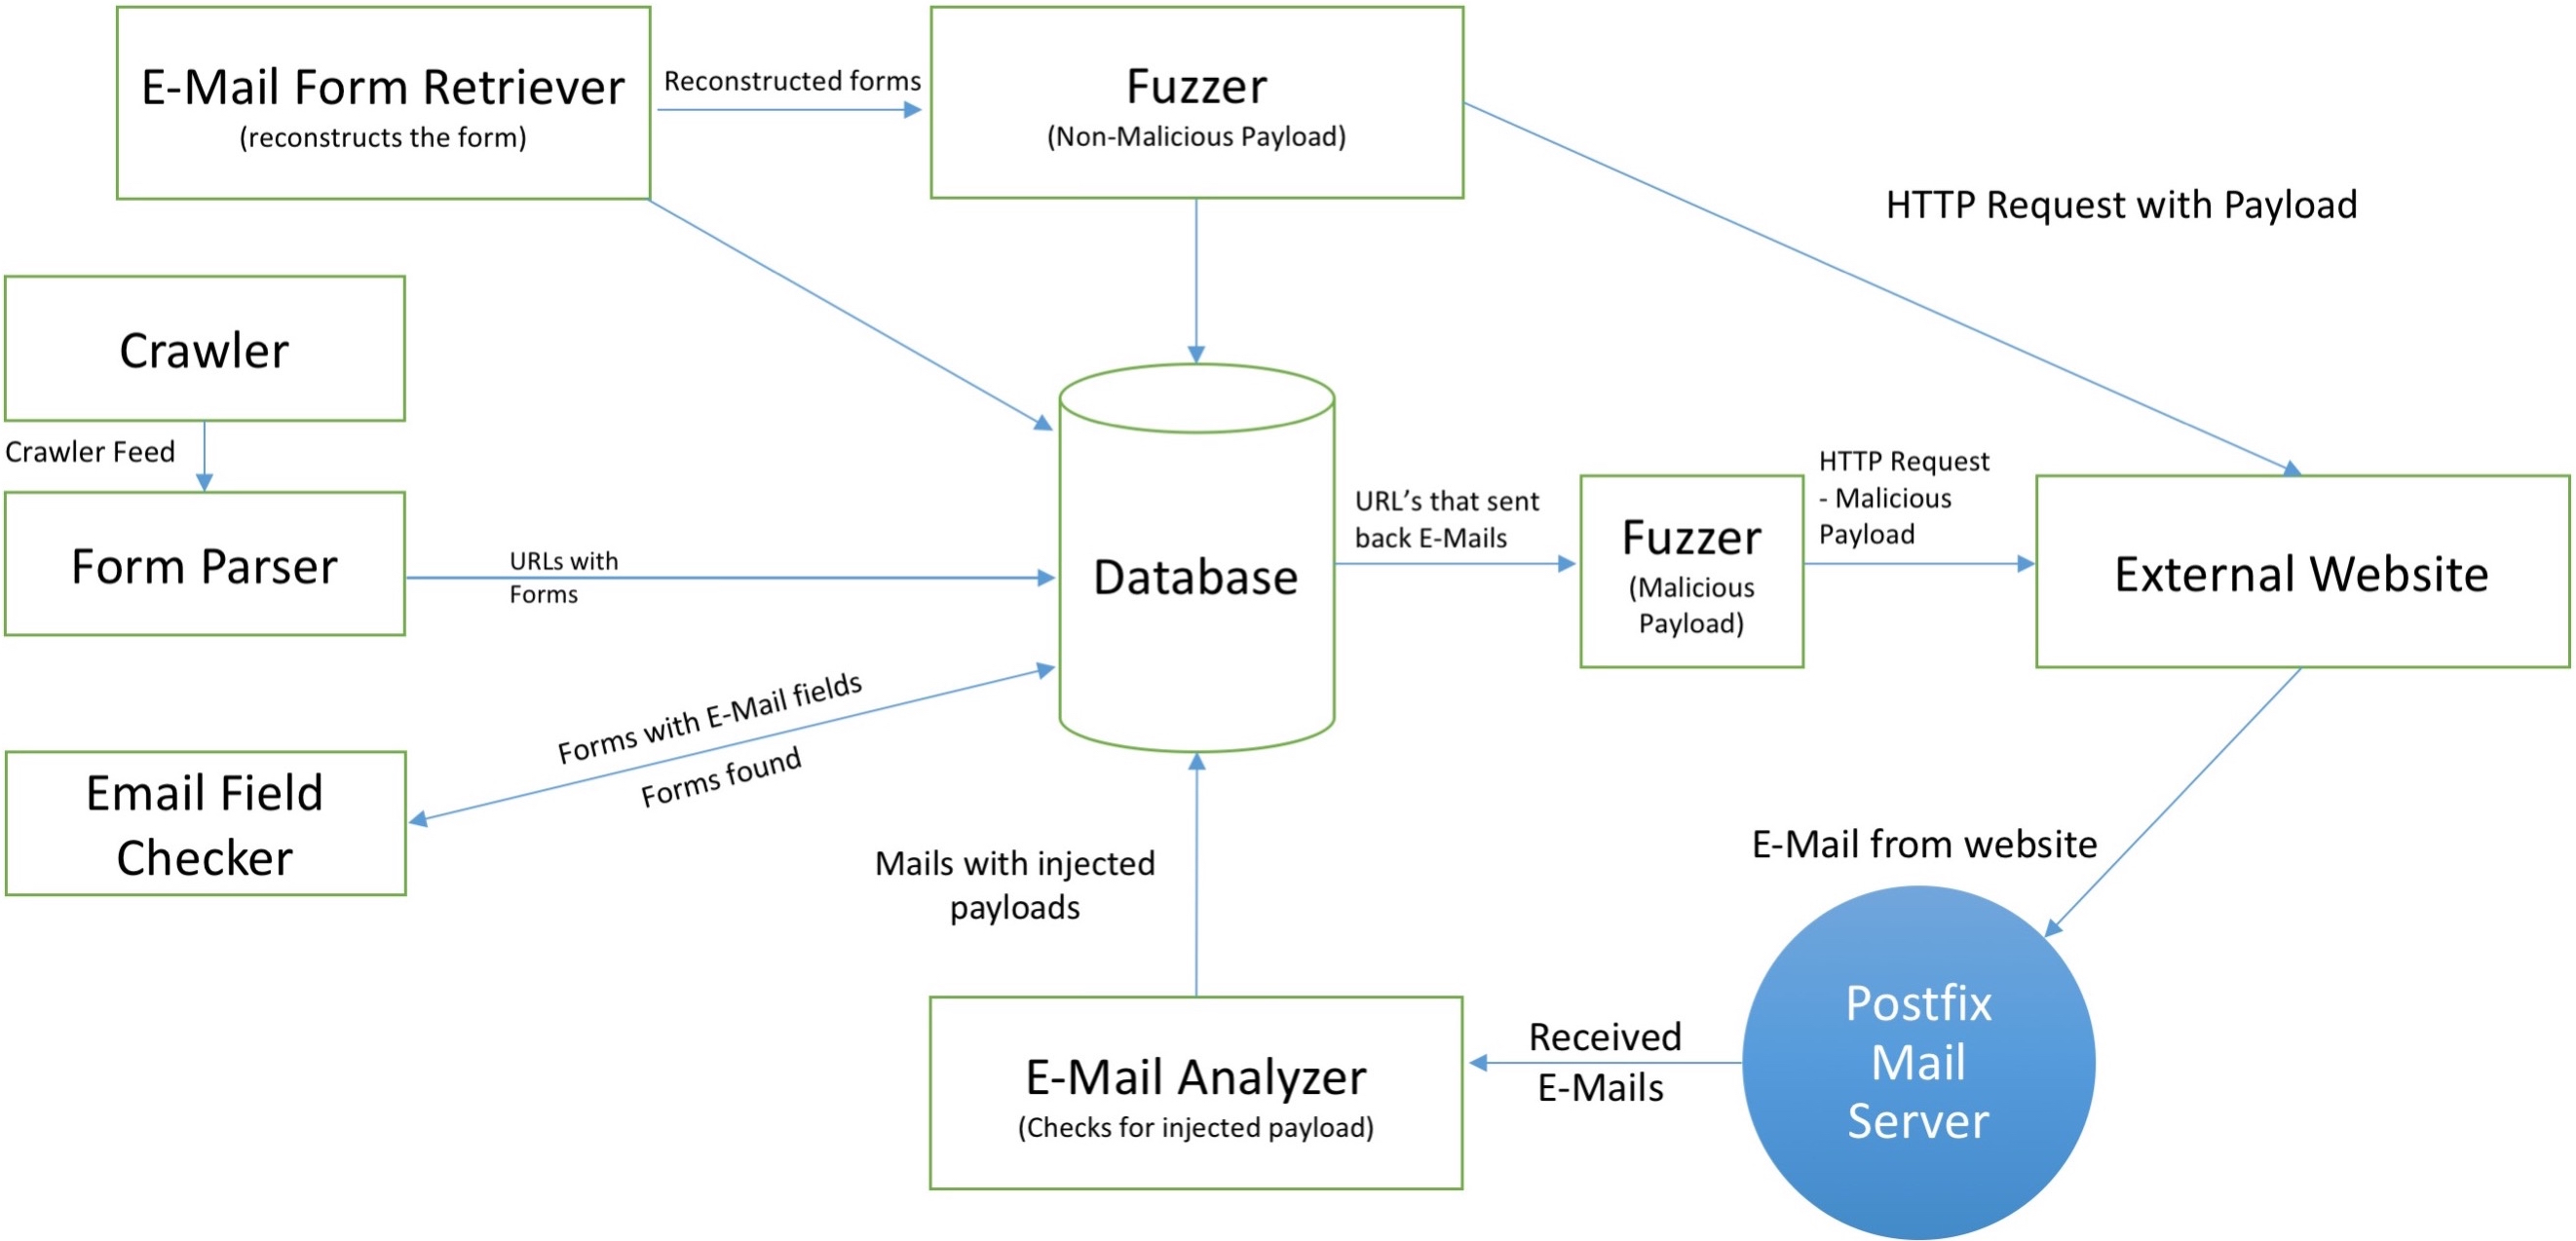 E-Mail Form Retriever
(reconstructs the form)
Reconstructed forms
Fuzzer
(Non-Malicious Payload)
HTTP Request with Payload
Crawler
Crawler Feed
Form Parser
URLs with
Forms
Database
URL’s that sent
back E-Mails
Fuzzer
(Malicious
Payload)
HTTP Request
- Malicious
Payload
External Website
Forms with E-Mail fields
Forms found
Email Field
Checker
Mails with injected
payloads
E-Mail from website
E-Mail Analyzer
(Checks for injected payload)
Received
E-Mails
Postfix
Mail
Server